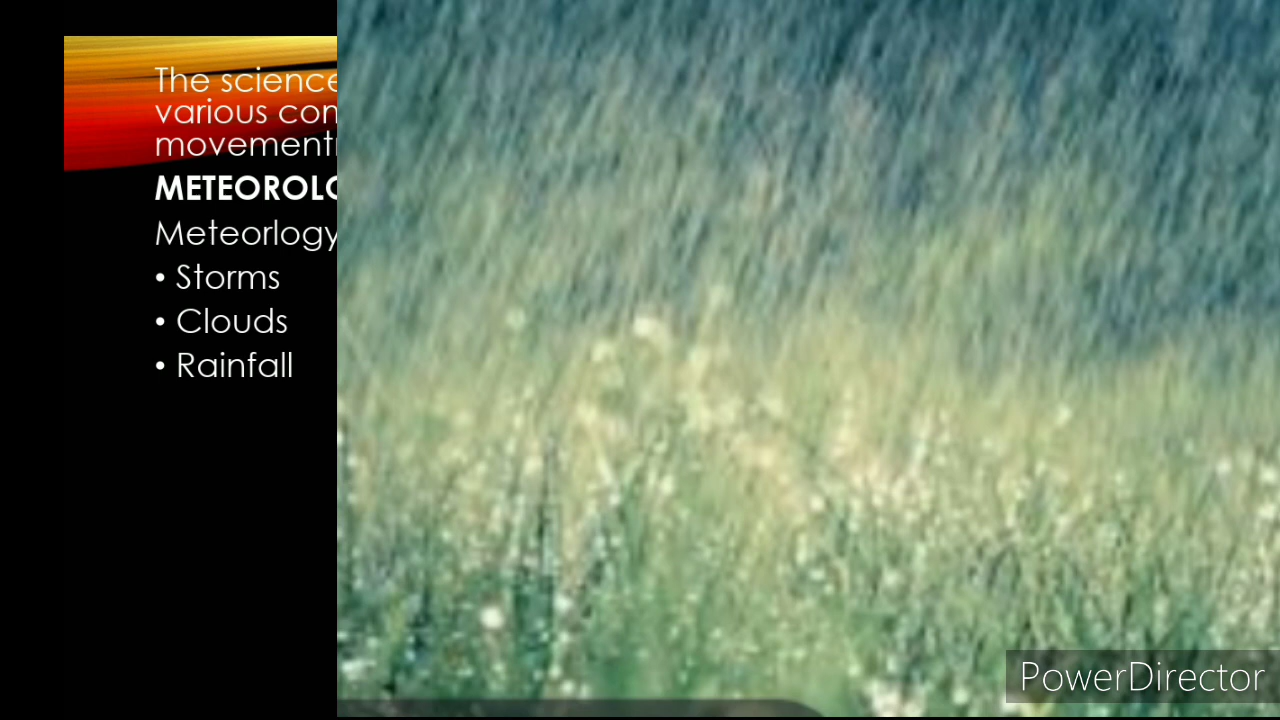 The science
various con
movement
METEOROLO
Meteorlogy
• Storms
• Clouds
• Rainfall
PowerDirector